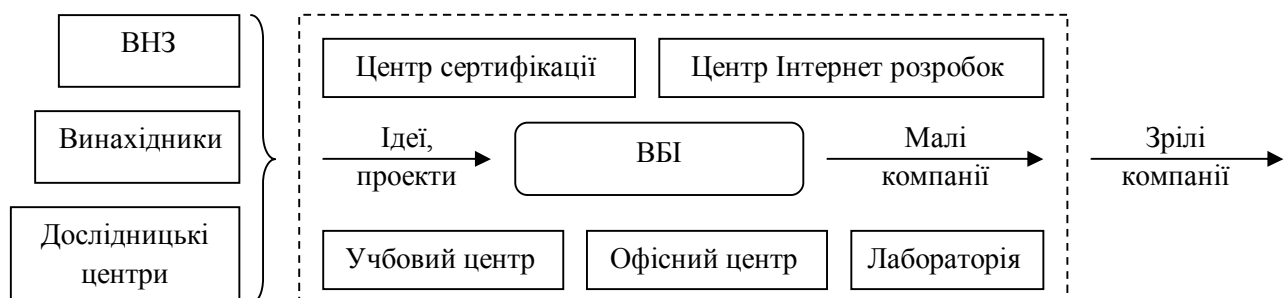 ВНЗ
Винахідники
Дослідницькі
центри
Центр сертифікації
Центр Інтернет розробок
Ідеї,
проекти
ВБІ
Малі
компанії
Учбовий центр
Офісний центр
Лабораторія
Зрілі
компанії